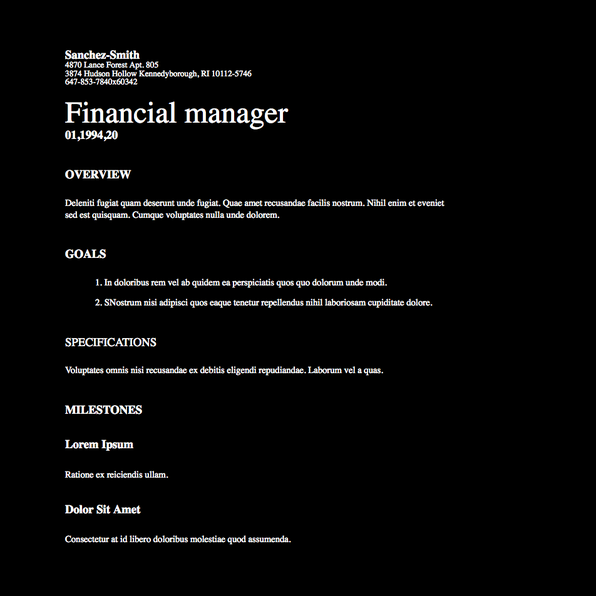 Sanchez-Smith
4870 Lance Forest Apt. 805
3874 Hudson Hollow Kennedyborough, RI 10112-5746
647-853-7840x60342
Financial manager
01,1994,20
OVERVIEW
Deleniti fugiat quam deserunt unde fugiat. Quae amet recusandae facilis nostrum. Nihil enim et eveniet
sed est quisquam. Cumque voluptates nulla unde dolorem.
GOALS
1. In doloribus rem vel ab quidem ea perspiciatis quos quo dolorum unde modi.
2. SNostrum nisi adipisci quos eaque tenetur repellendus nihil laboriosam cupiditate dolore.
SPECIFICATIONS
Voluptates omnis nisi recusandae ex debitis eligendi repudiandae. Laborum vel a quas.
MILESTONES
Lorem Ipsum
Ratione ex reiciendis ullam.
Dolor Sit Amet
Consectetur at id libero doloribus molestiae quod assumenda.